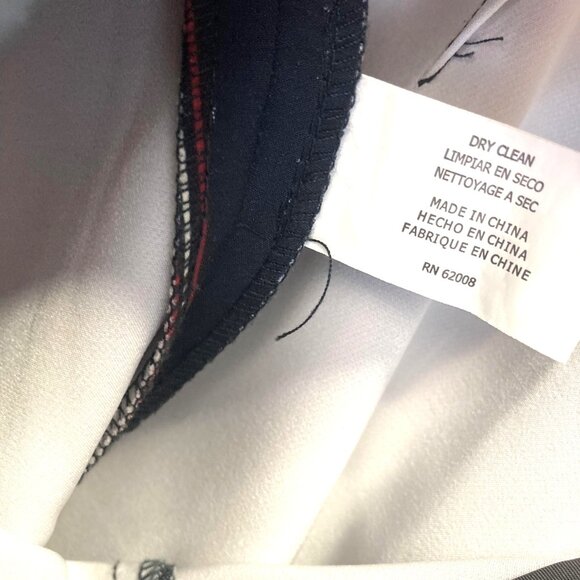 DRY CLEAN
LIMPIAR EN SECO
NETTOYAGE A SEC
MADE IN CHINA
HECHO EN CHINA
FABRIQUE EN CHINE
RN 62008